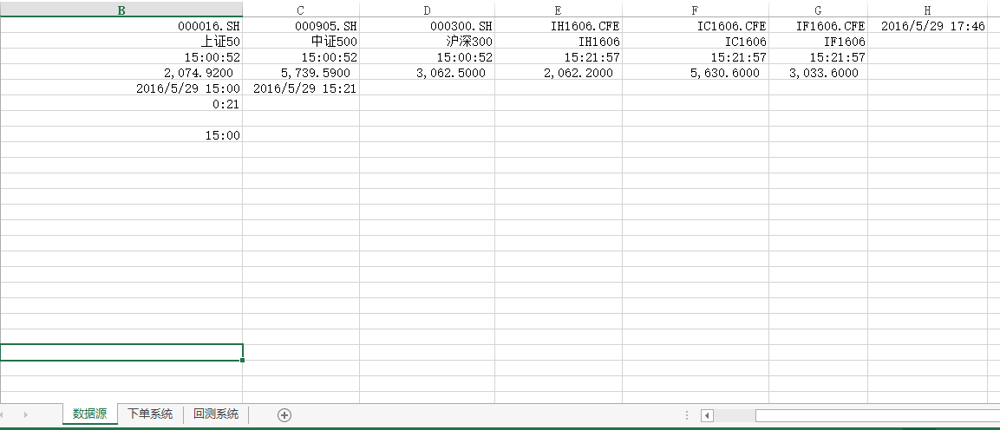 B C D E F G H
000016.SH 000905.SH 000300.SH IH1606.CFE IC1606.CFE IF1606.CFE 2016/5/29 17:46
上证50 中证500 沪深300 IH1606 IC1606 IF1606
15:00:52 15:00:52 15:00:52 15:21:57 15:21:57 15:21:57
2,074.9200 5,739.5900 3,062.5000 2,062.2000 5,630.6000 3,033.6000
2016/5/29 15:00 2016/5/29 15:21
0:21
15:00
数据源 下单系统 回测系统